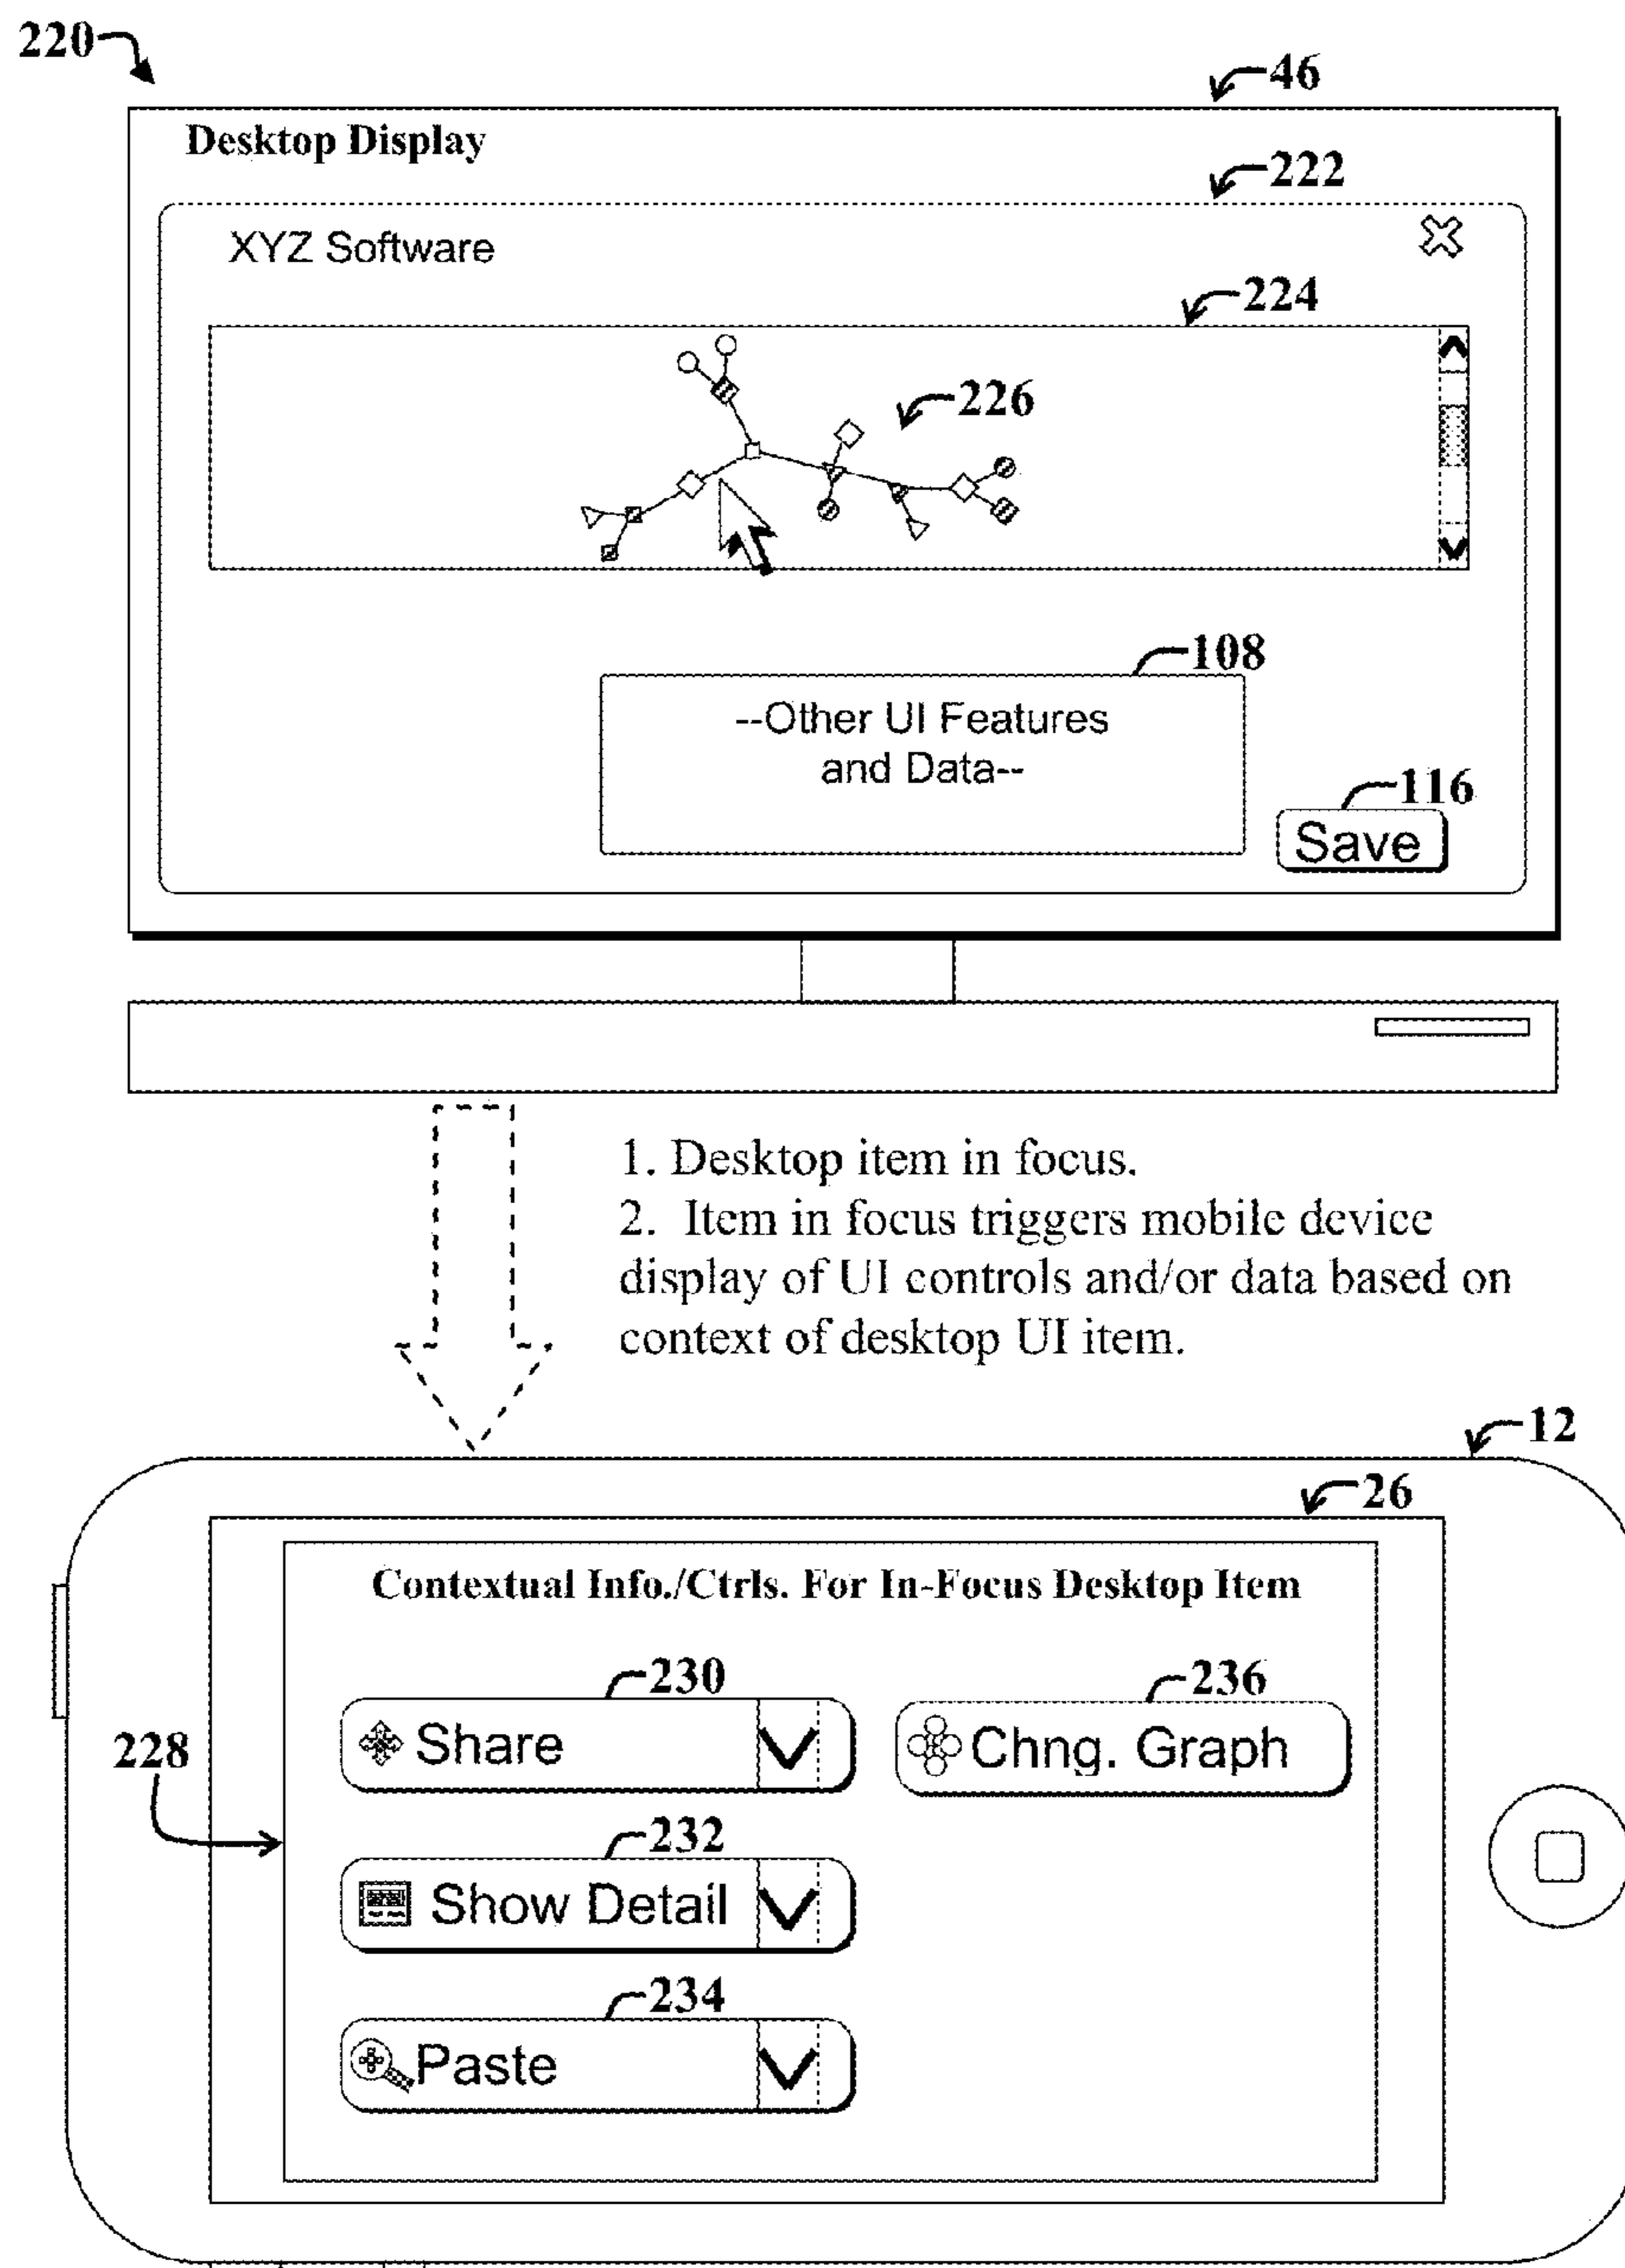 220
46
Desktop Display
222
XYZ Software
224
226
108
--Other UI Features
and Data--
116
Save
1. Desktop item in focus.
2. Item in focus triggers mobile device
display of UI controls and/or data based on
context of desktop UI item.
12
26
Contextual Info./Ctrls. For In-Focus Desktop Item
230
236
Share
Chng. Graph
228
232
Show Detail
234
Paste